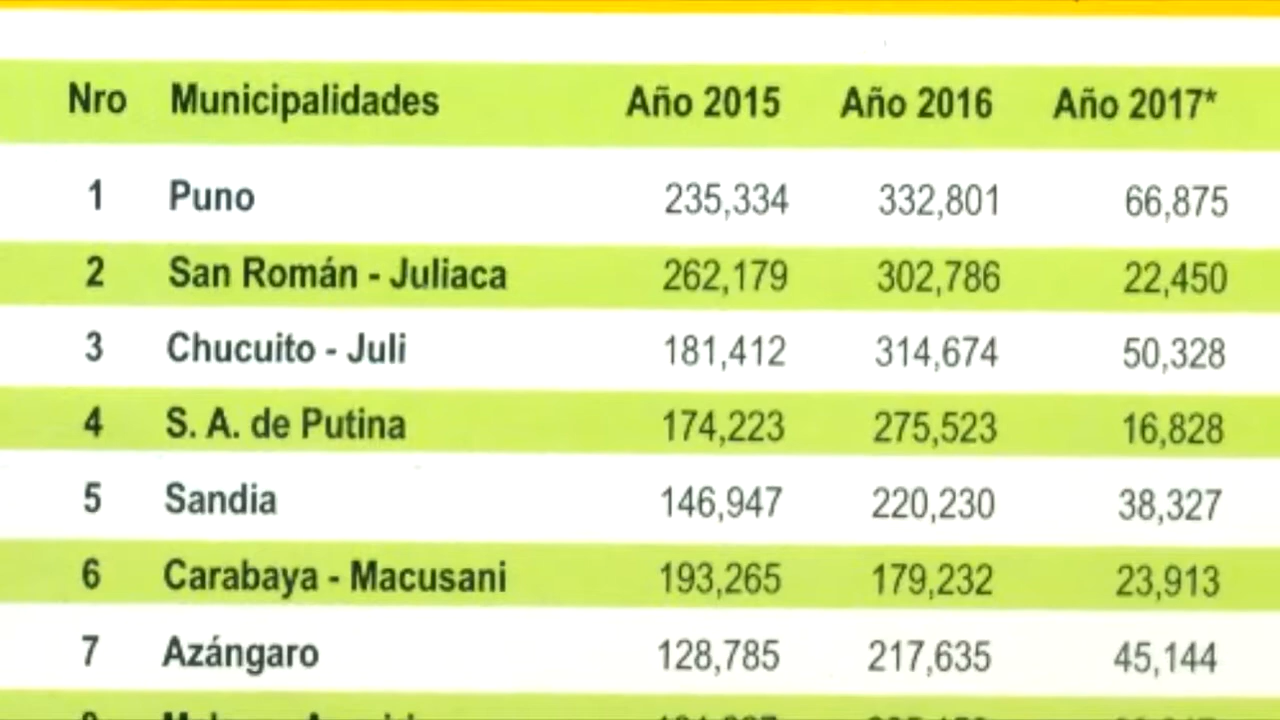 Nro Municipalidades Año 2015 Año 2016 Año 2017*
1 Puno 235,334 332,801 66,875
2 San Román - Juliaca 262,179 302,786 22,450
3 Chucuito - Juli 181,412 314,674 50,328
4 S. A. de Putina 174,223 275,523 16,828
5 Sandia 146,947 220,230 38,327
6 Carabaya - Macusani 193,265 179,232 23,913
7 Azángaro 128,785 217,635 45,144